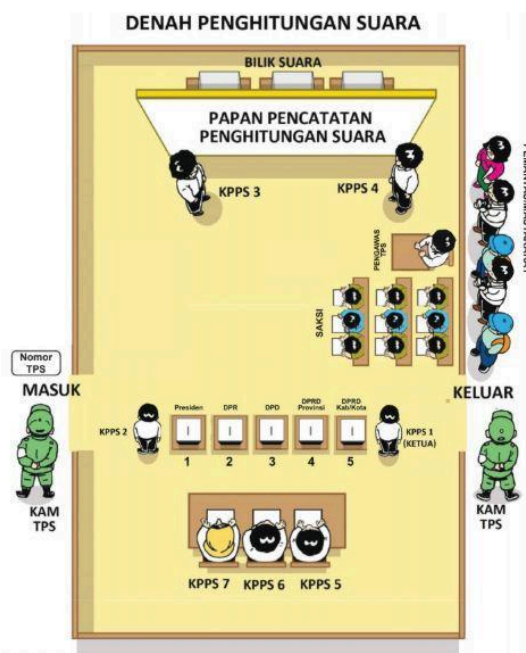 DENAH PENGHITUNGAN SUARA
BILIK SUARA
PAPAN PENCATATAN
PENGHITUNGAN SUARA
KPPS 3
KPPS 4
PENGAWAS
TPS
SAKSI
Nomor
TPS
MASUK
KELUAR
Presiden
DPR
DPD
DPRD
Provinsi
DPRD
Kab/Kota
KPPS 2
KPPS 1
(KETUA)
1 2 3 4 5
KAM
TPS
KAM
TPS
KPPS 7 KPPS 6 KPPS 5